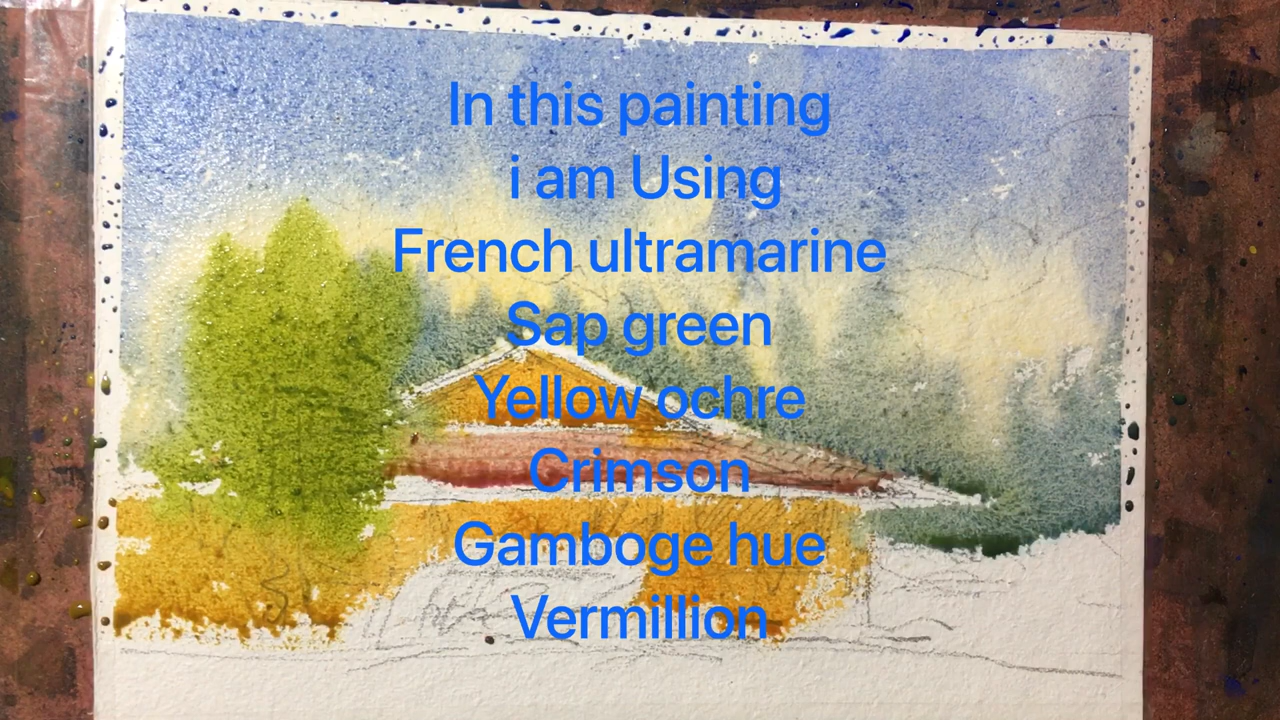 In this painting
i am Using
French ultramarine
Sap green
Yellow ochre
Crimson
Gamboge hue
Vermillion